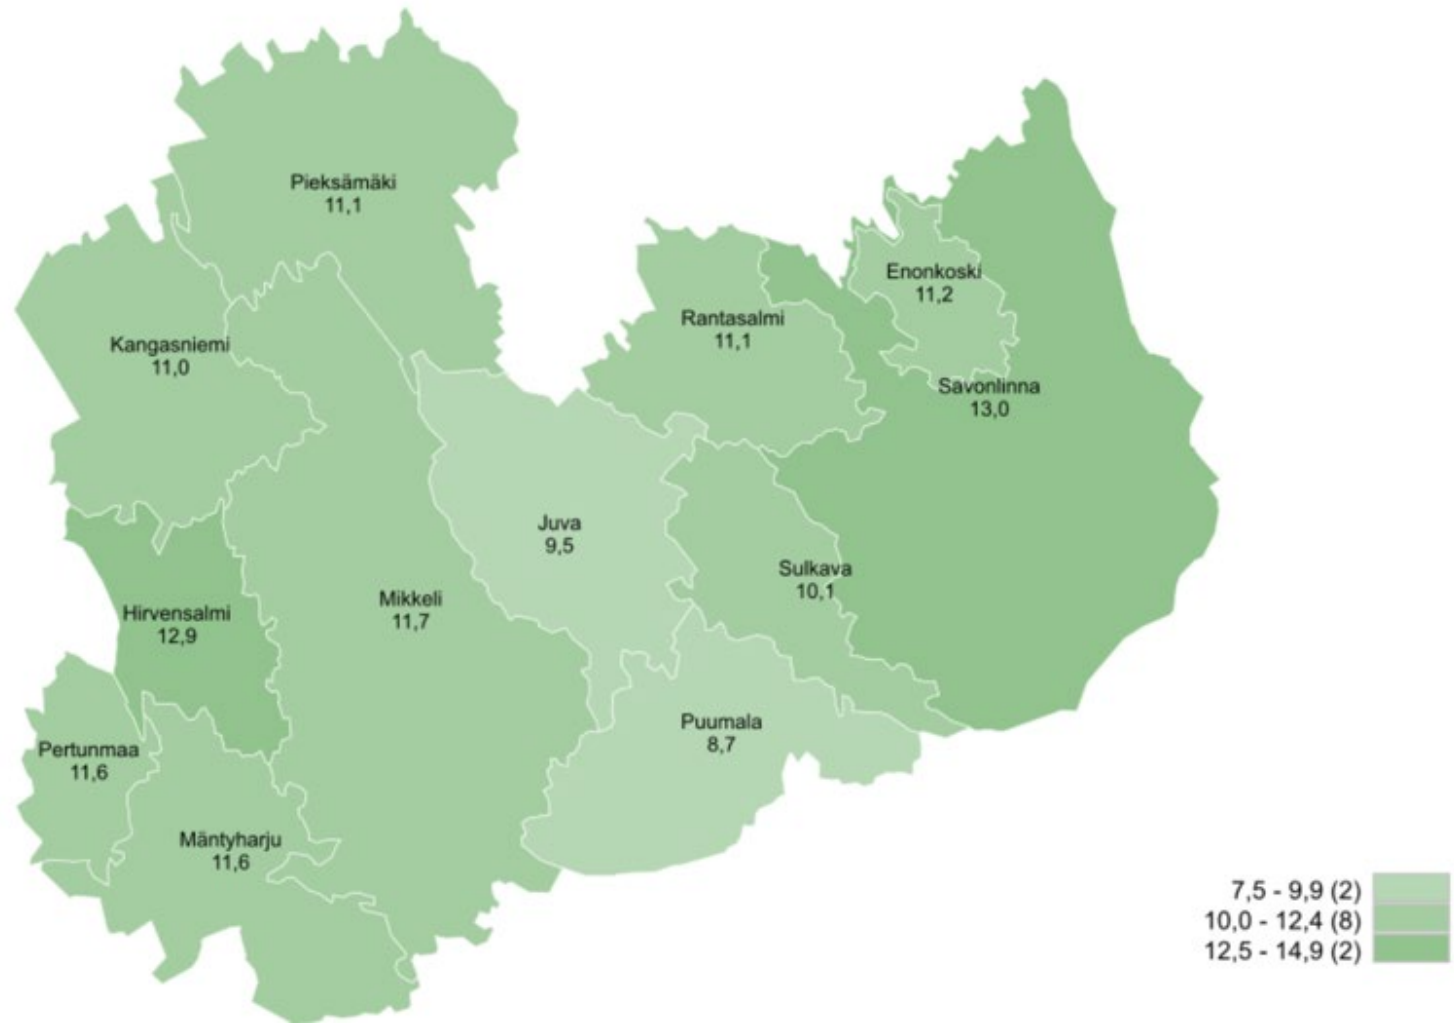 Pieksämäki
11,1
Enonkoski
11,2
Rantasalmi
11,1
Kangasniemi
11,0
Savonlinna
13,0
Juva
9,5
Sulkava
10,1
Mikkeli
11,7
Hirvensalmi
12,9
Puumala
8,7
Pertunmaa
11,6
Mäntyharju
11,6
7,5 - 9,9 (2)
10,0 - 12,4 (8)
12,5 - 14,9 (2)